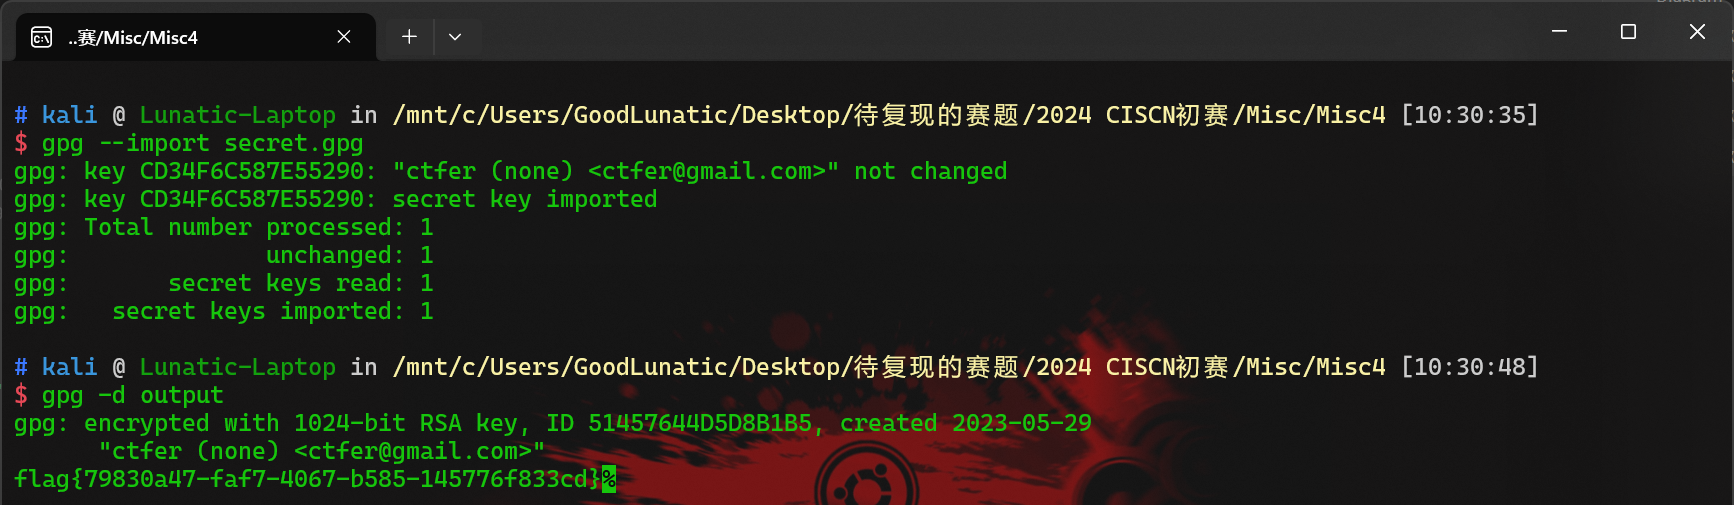 ..赛/Misc/Misc4
# kali @ Lunatic-Laptop in /mnt/c/Users/GoodLunatic/Desktop/待复现的赛题/2024 CISCN初赛/Misc/Misc4 [10:30:35]
$ gpg --import secret.gpg
gpg: key CD34F6C587E55290: "ctfer (none) <ctfer@gmail.com>" not changed
gpg: key CD34F6C587E55290: secret key imported
gpg: Total number processed: 1
gpg:              unchanged: 1
gpg:       secret keys read: 1
gpg:   secret keys imported: 1
# kali @ Lunatic-Laptop in /mnt/c/Users/GoodLunatic/Desktop/待复现的赛题/2024 CISCN初赛/Misc/Misc4 [10:30:48]
$ gpg -d output
gpg: encrypted with 1024-bit RSA key, ID 51457644D5D8B1B5, created 2023-05-29
      "ctfer (none) <ctfer@gmail.com>"
flag{79830a47-faf7-4067-b585-145776f833cd}%